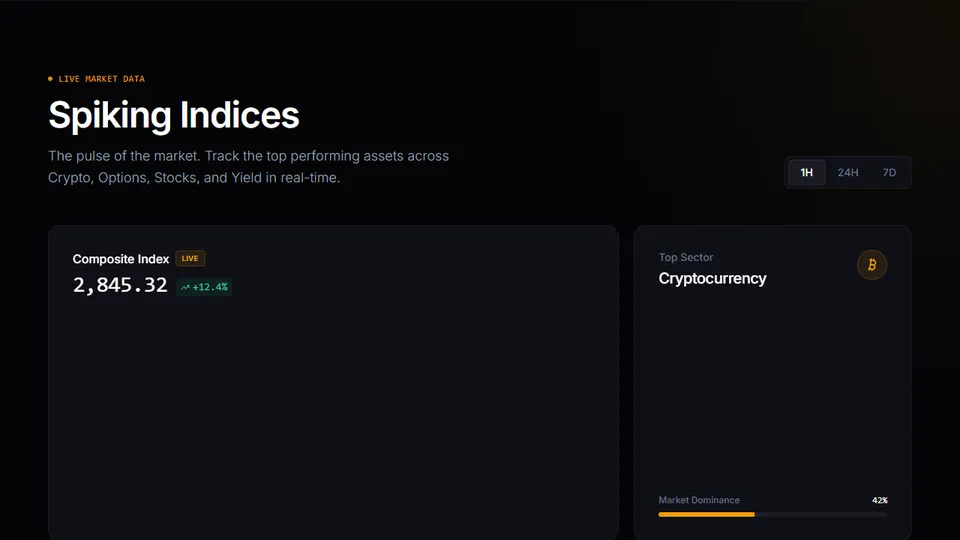 LIVE MARKET DATA
Spiking Indices
The pulse of the market. Track the top performing assets across
Crypto, Options, Stocks, and Yield in real-time.
1H 24H 7D
Composite Index LIVE
2,845.32 +12.4%
Top Sector
Cryptocurrency
Market Dominance 42%